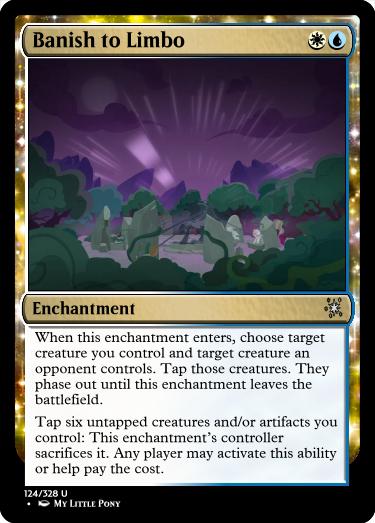 Banish to Limbo
Enchantment
When this enchantment enters, choose target
creature you control and target creature an
opponent controls. Tap those creatures. They
phase out until this enchantment leaves the
battlefield.
Tap six untapped creatures and/or artifacts you
control: This enchantment's controller
sacrifices it. Any player may activate this ability
or help pay the cost.
124/328 U
• My Little Pony